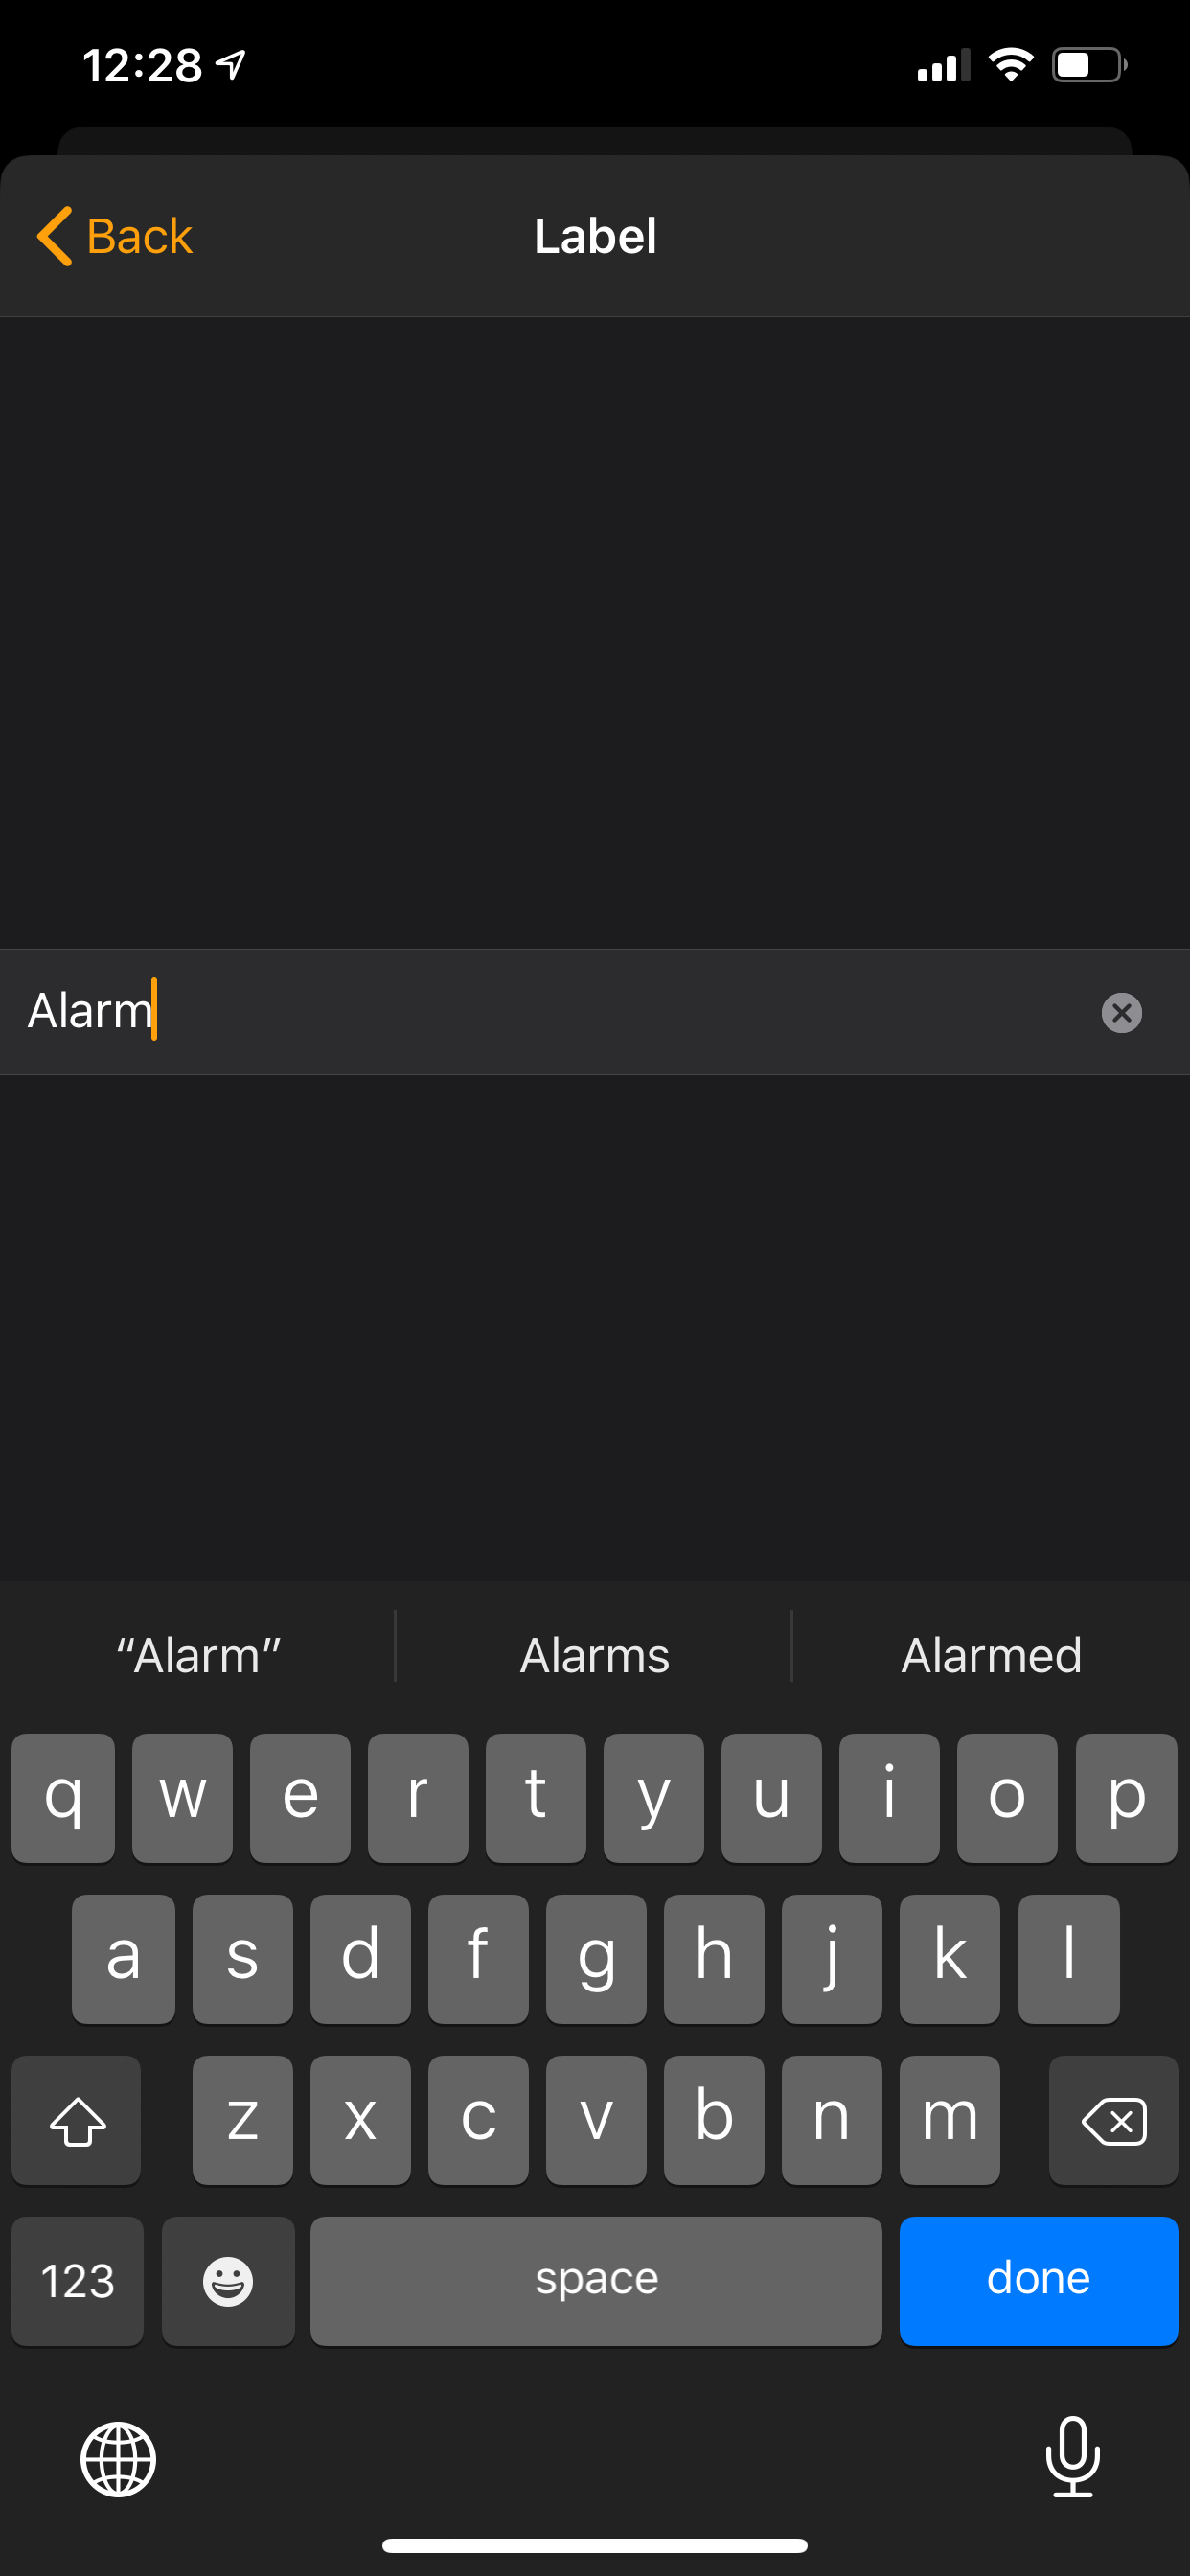 12:28
Back
Label
Alarm
“Alarm” Alarms Alarmed
q w e r t y u i o p
a s d f g h j k l
z x c v b n m
123 space done